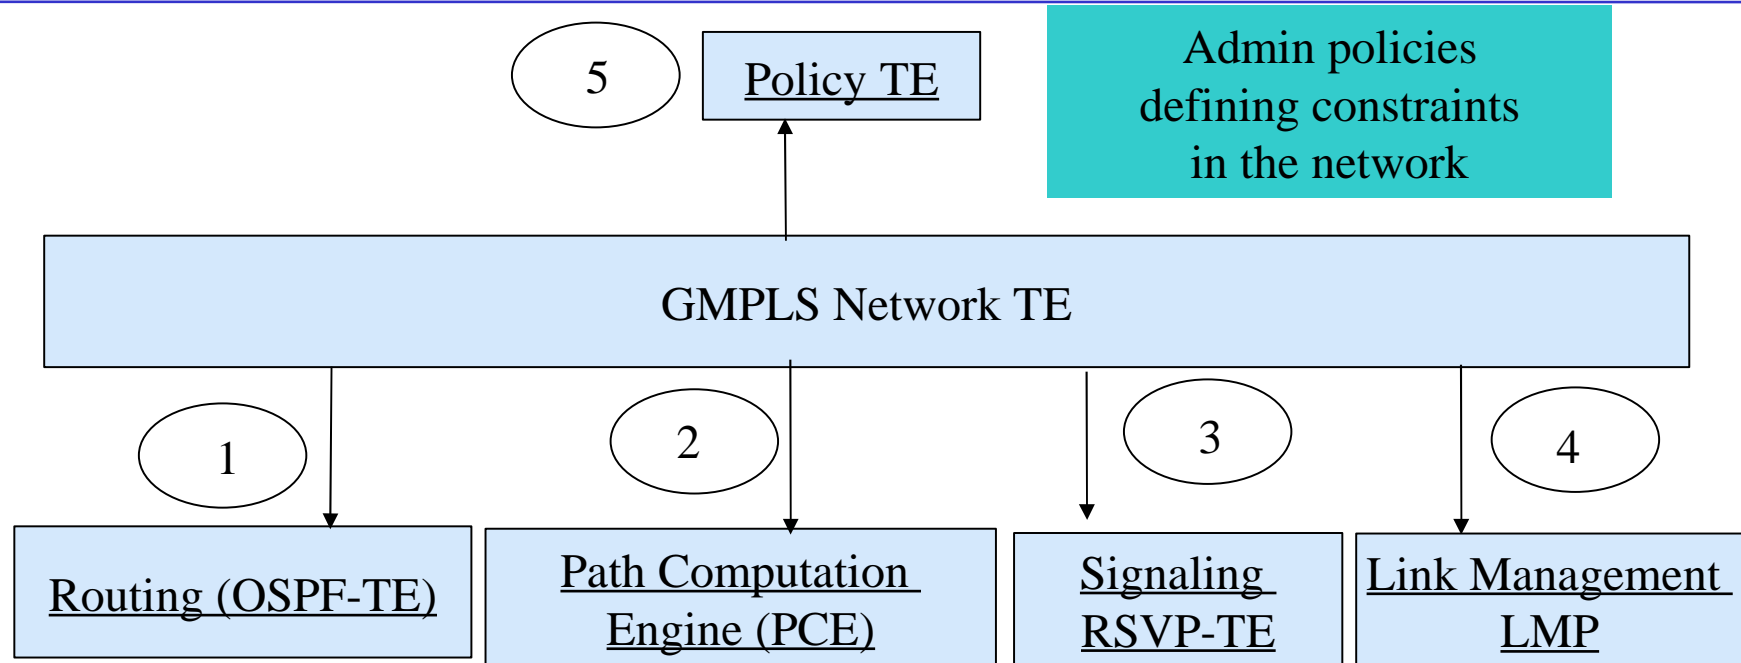 5
Policy TE
Admin policies
defining constraints
in the network
GMPLS Network TE
1
2
3
4
Routing (OSPF-TE)
Path Computation
Engine (PCE)
Signaling
RSVP-TE
Link Management
LMP